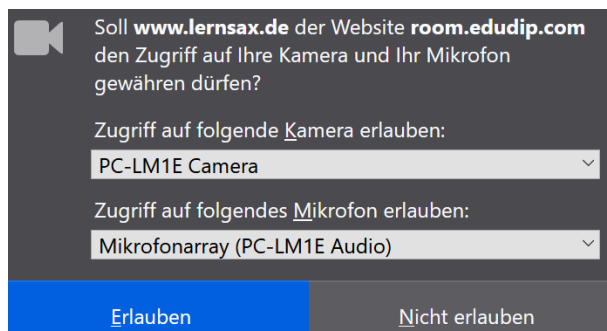 Soll www.lernsax.de der Website room.edudip.com
den Zugriff auf Ihre Kamera und Ihr Mikrofon
gewähren dürfen?
Zugriff auf folgende Kamera erlauben:
PC-LM1E Camera
Zugriff auf folgendes Mikrofon erlauben:
Mikrofonarray (PC-LM1E Audio)
Erlauben
Nicht erlauben